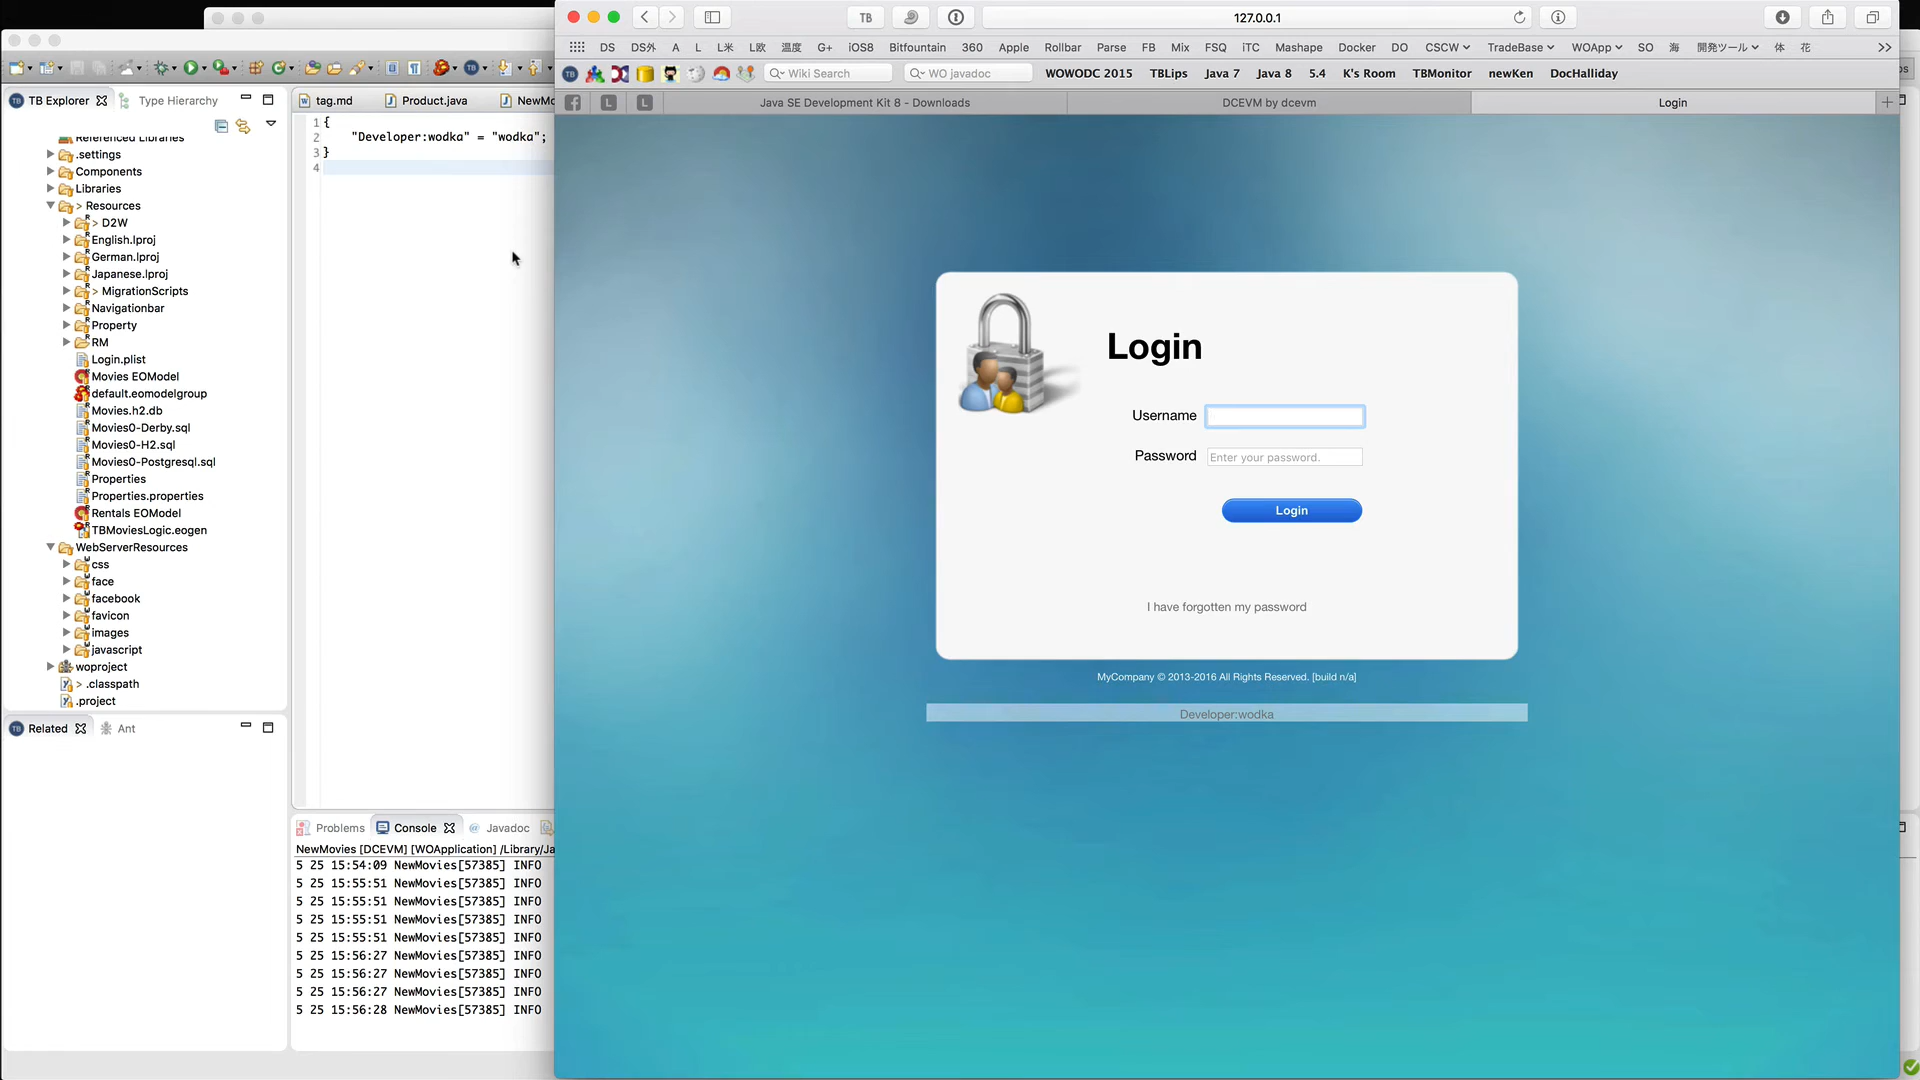 TB
127.0.0.1
DS DS外 A L L米 L欧 温度 G+ iOS8 Bitfountain 360 Apple Rollbar Parse FB Mix FSQ iTC Mashape Docker DO CSCW TradeBase WOApp SO 海 開発ツール 体 花
Wiki Search WO javadoc WOWODC 2015 TBLips Java 7 Java 8 5.4 K's Room TBMonitor newKen DocHalliday
L L Java SE Development Kit 8 - Downloads DCEVM by dcevm Login
TB Explorer Type Hierarchy
Referenced Libraries
.settings
Components
Libraries
> Resources
> D2W
English.lproj
German.lproj
Japanese.lproj
> MigrationScripts
Navigationbar
Property
RM
Login.plist
Movies EOModel
default.eomodelgroup
Movies.h2.db
Movies0-Derby.sql
Movies0-H2.sql
Movies0-Postgresql.sql
Properties
Properties.properties
Rentals EOModel
TBMoviesLogic.eogen
WebServerResources
css
face
facebook
favicon
images
javascript
woproject
> .classpath
.project
Related Ant
tag.md Product.java NewMo
1 {
2 "Developer:wodka" = "wodka";
3 }
4
Problems Console Javadoc
NewMovies [DCEVM] [WOApplication] /Library/Ja
5 25 15:54:09 NewMovies[57385] INFO
5 25 15:55:51 NewMovies[57385] INFO
5 25 15:55:51 NewMovies[57385] INFO
5 25 15:55:51 NewMovies[57385] INFO
5 25 15:55:51 NewMovies[57385] INFO
5 25 15:56:27 NewMovies[57385] INFO
5 25 15:56:27 NewMovies[57385] INFO
5 25 15:56:27 NewMovies[57385] INFO
5 25 15:56:28 NewMovies[57385] INFO
Login
Username
Password Enter your password.
Login
I have forgotten my password
MyCompany © 2013-2016 All Rights Reserved. [build n/a]
Developer:wodka